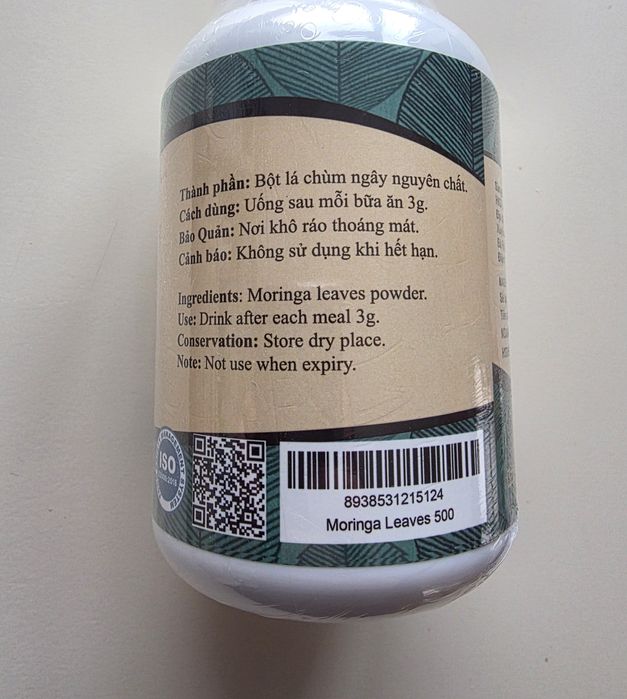 Thành phần: Bột lá chùm ngây nguyên chất.
Cách dùng: Uống sau mỗi bữa ăn 3g.
Bảo Quản: Nơi khô ráo thoáng mát.
Cảnh báo: Không sử dụng khi hết hạn.
Ingredients: Moringa leaves powder.
Use: Drink after each meal 3g.
Conservation: Store dry place.
Note: Not use when expiry.
ISO
8938531215124
Moringa Leaves 500